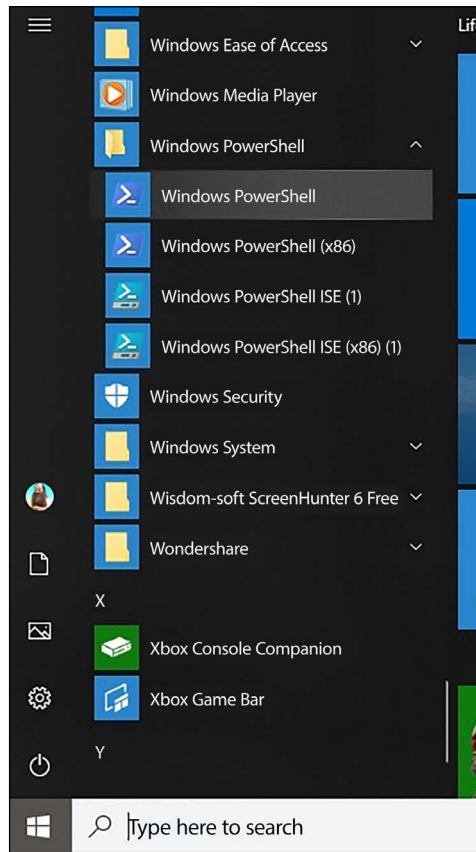 Lif
Windows Ease of Access
Windows Media Player
Windows PowerShell
Windows PowerShell
Windows PowerShell (x86)
Windows PowerShell ISE (1)
Windows PowerShell ISE (x86) (1)
Windows Security
Windows System
Wisdom-soft ScreenHunter 6 Free
Wondershare
X
Xbox Console Companion
Xbox Game Bar
Y
Type here to search